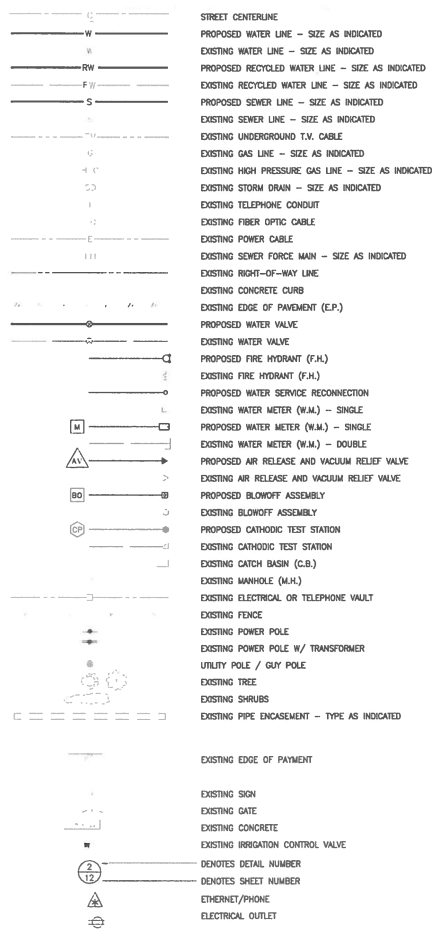 STREET CENTERLINE
W PROPOSED WATER LINE – SIZE AS INDICATED
W EXISTING WATER LINE – SIZE AS INDICATED
RW PROPOSED RECYCLED WATER LINE – SIZE AS INDICATED
EXISTING RECYCLED WATER LINE – SIZE AS INDICATED
S PROPOSED SEWER LINE – SIZE AS INDICATED
EXISTING SEWER LINE – SIZE AS INDICATED
EXISTING UNDERGROUND T.V. CABLE
G EXISTING GAS LINE – SIZE AS INDICATED
EXISTING HIGH PRESSURE GAS LINE – SIZE AS INDICATED
EXISTING STORM DRAIN – SIZE AS INDICATED
EXISTING TELEPHONE CONDUIT
EXISTING FIBER OPTIC CABLE
E EXISTING POWER CABLE
EXISTING SEWER FORCE MAIN – SIZE AS INDICATED
EXISTING RIGHT-OF-WAY LINE
EXISTING CONCRETE CURB
EXISTING EDGE OF PAVEMENT (E.P.)
PROPOSED WATER VALVE
EXISTING WATER VALVE
PROPOSED FIRE HYDRANT (F.H.)
EXISTING FIRE HYDRANT (F.H.)
PROPOSED WATER SERVICE RECONNECTION
EXISTING WATER METER (W.M.) – SINGLE
M PROPOSED WATER METER (W.M.) – SINGLE
EXISTING WATER METER (W.M.) – DOUBLE
AV PROPOSED AIR RELEASE AND VACUUM RELIEF VALVE
EXISTING AIR RELEASE AND VACUUM RELIEF VALVE
BO PROPOSED BLOWOFF ASSEMBLY
EXISTING BLOWOFF ASSEMBLY
CP PROPOSED CATHODIC TEST STATION
EXISTING CATHODIC TEST STATION
EXISTING CATCH BASIN (C.B.)
EXISTING MANHOLE (M.H.)
EXISTING ELECTRICAL OR TELEPHONE VAULT
EXISTING FENCE
EXISTING POWER POLE
EXISTING POWER POLE W/ TRANSFORMER
UTILITY POLE / GUY POLE
EXISTING TREE
EXISTING SHRUBS
EXISTING PIPE ENCASEMENT – TYPE AS INDICATED
EXISTING EDGE OF PAYMENT
EXISTING SIGN
EXISTING GATE
EXISTING CONCRETE
EXISTING IRRIGATION CONTROL VALVE
2 DENOTES DETAIL NUMBER
12 DENOTES SHEET NUMBER
ETHERNET/PHONE
ELECTRICAL OUTLET